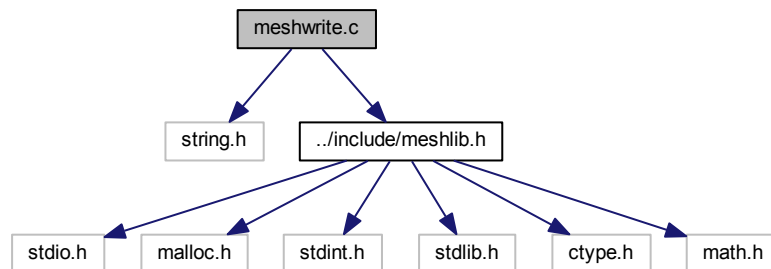 meshwrite.c
string.h
../include/meshlib.h
stdio.h
malloc.h
stdint.h
stdlib.h
ctype.h
math.h